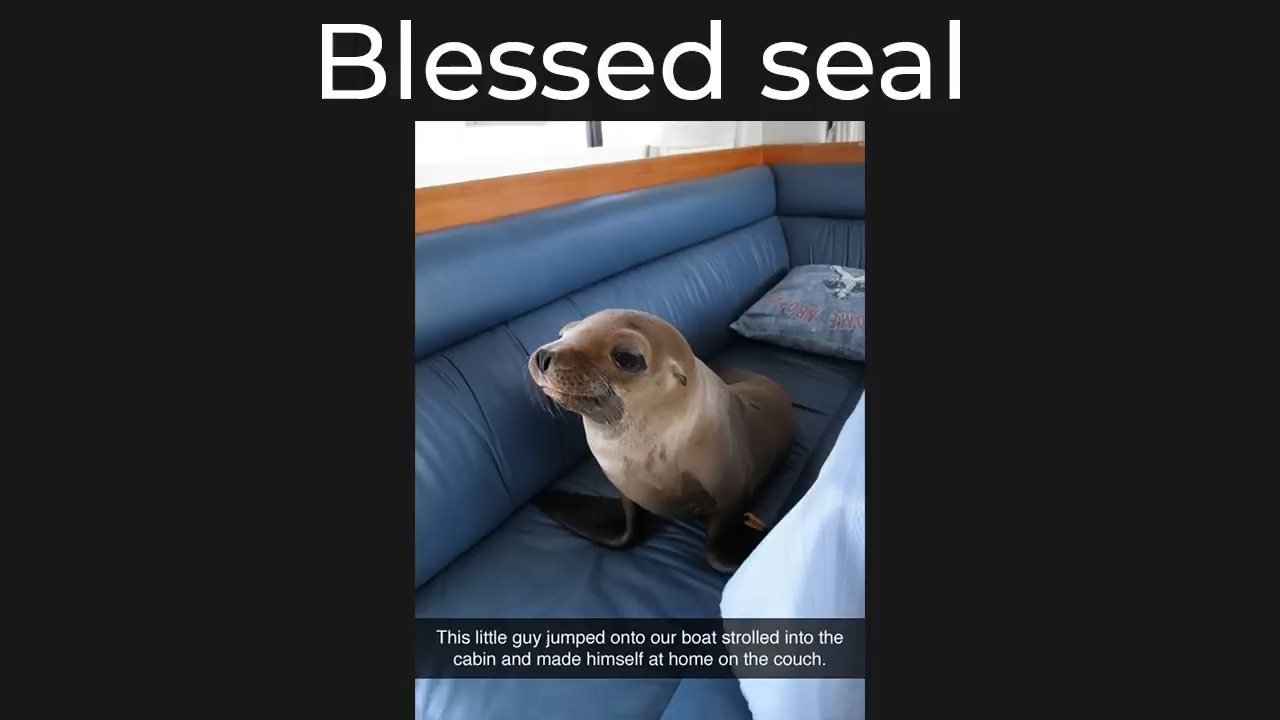 Blessed seal
This little guy jumped onto our boat strolled into the
cabin and made himself at home on the couch.